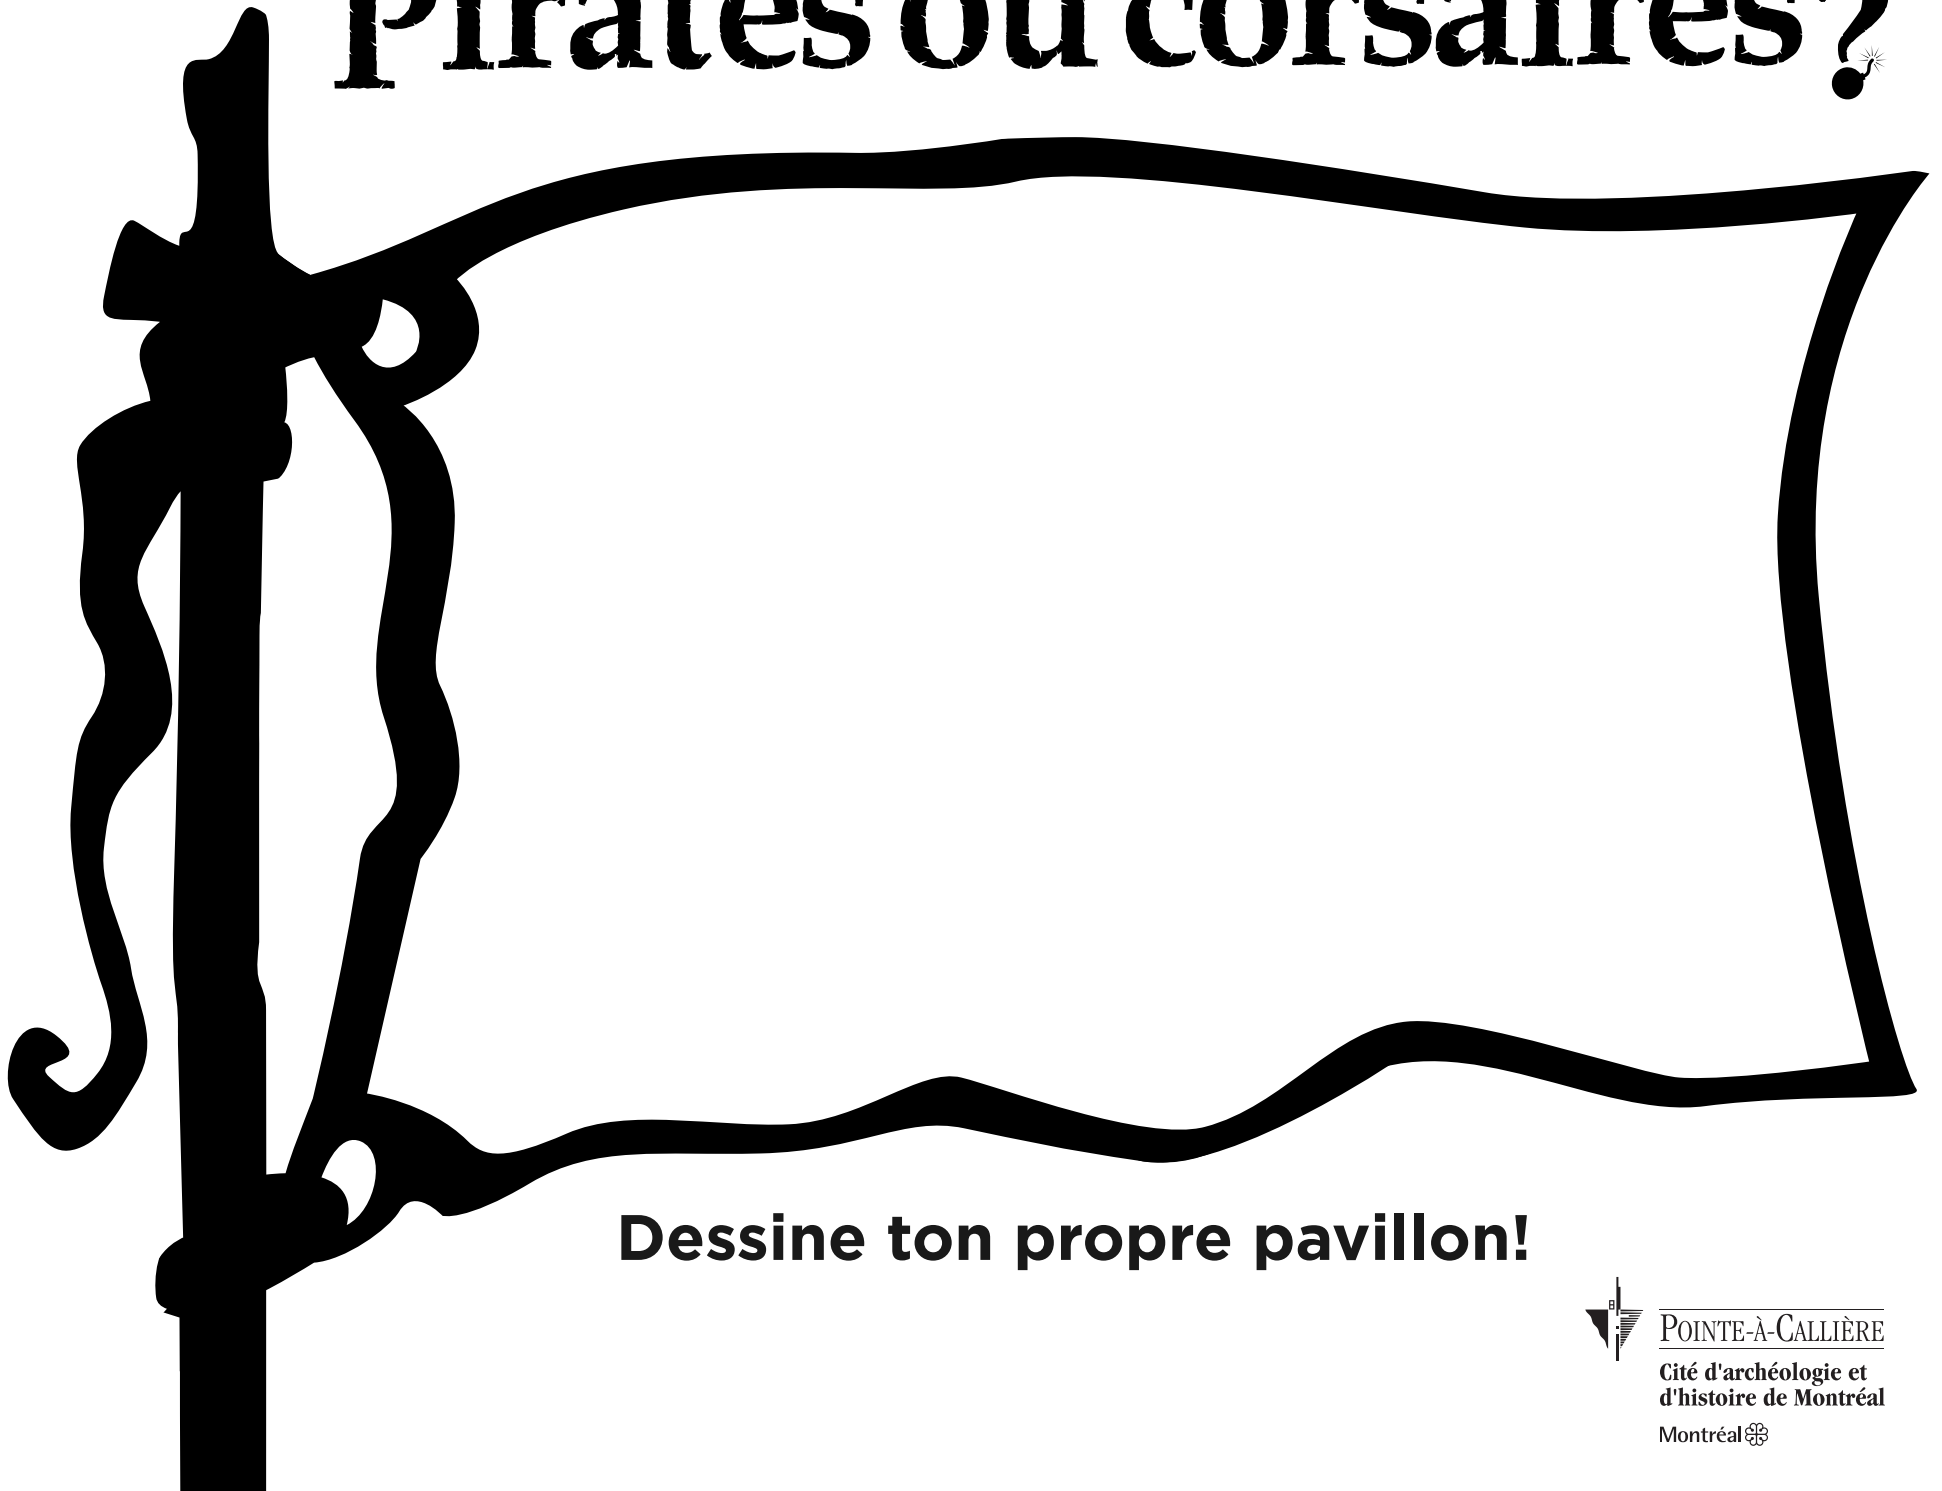 Pirates ou corsaires?
Dessine ton propre pavillon!
POINTE-À-CALLIÈRE
Cité d'archéologie et
d'histoire de Montréal
Montréal